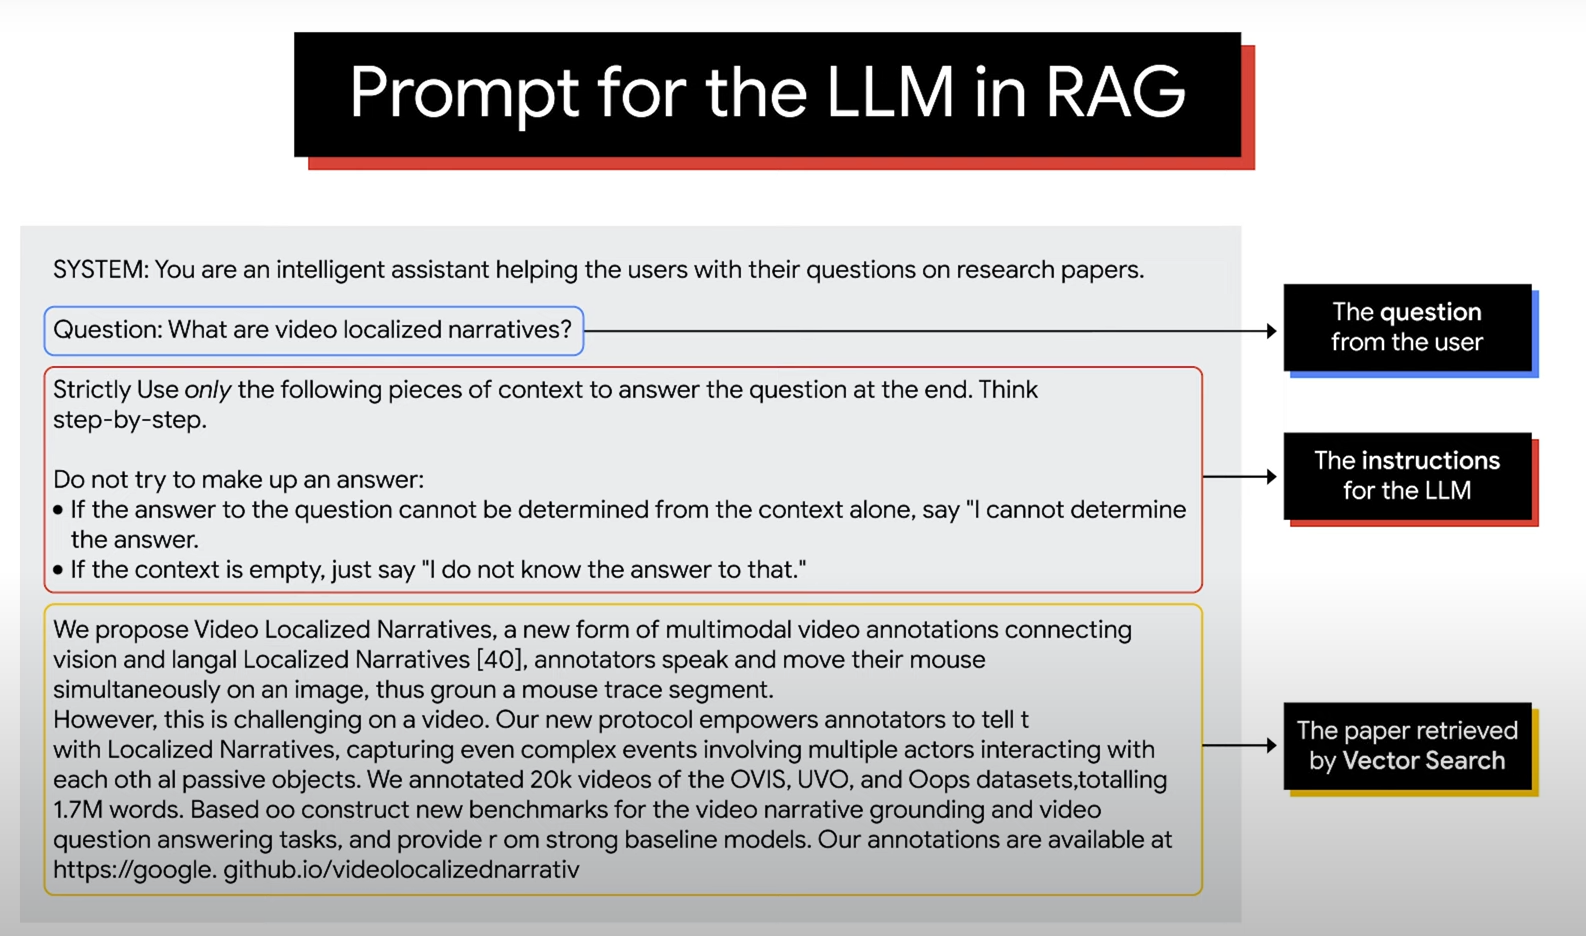 Prompt for the LLM in RAG
SYSTEM: You are an intelligent assistant helping the users with their questions on research papers.
Question: What are video localized narratives?
The question
from the user
Strictly Use only the following pieces of context to answer the question at the end. Think
step-by-step.
Do not try to make up an answer:
• If the answer to the question cannot be determined from the context alone, say "I cannot determine
the answer.
• If the context is empty, just say "I do not know the answer to that."
The instructions
for the LLM
We propose Video Localized Narratives, a new form of multimodal video annotations connecting
vision and langal Localized Narratives [40], annotators speak and move their mouse
simultaneously on an image, thus groun a mouse trace segment.
However, this is challenging on a video. Our new protocol empowers annotators to tell t
with Localized Narratives, capturing even complex events involving multiple actors interacting with
each oth al passive objects. We annotated 20k videos of the OVIS, UVO, and Oops datasets,totalling
1.7M words. Based oo construct new benchmarks for the video narrative grounding and video
question answering tasks, and provide r om strong baseline models. Our annotations are available at
https://google. github.io/videolocalizednarrativ
The paper retrieved
by Vector Search